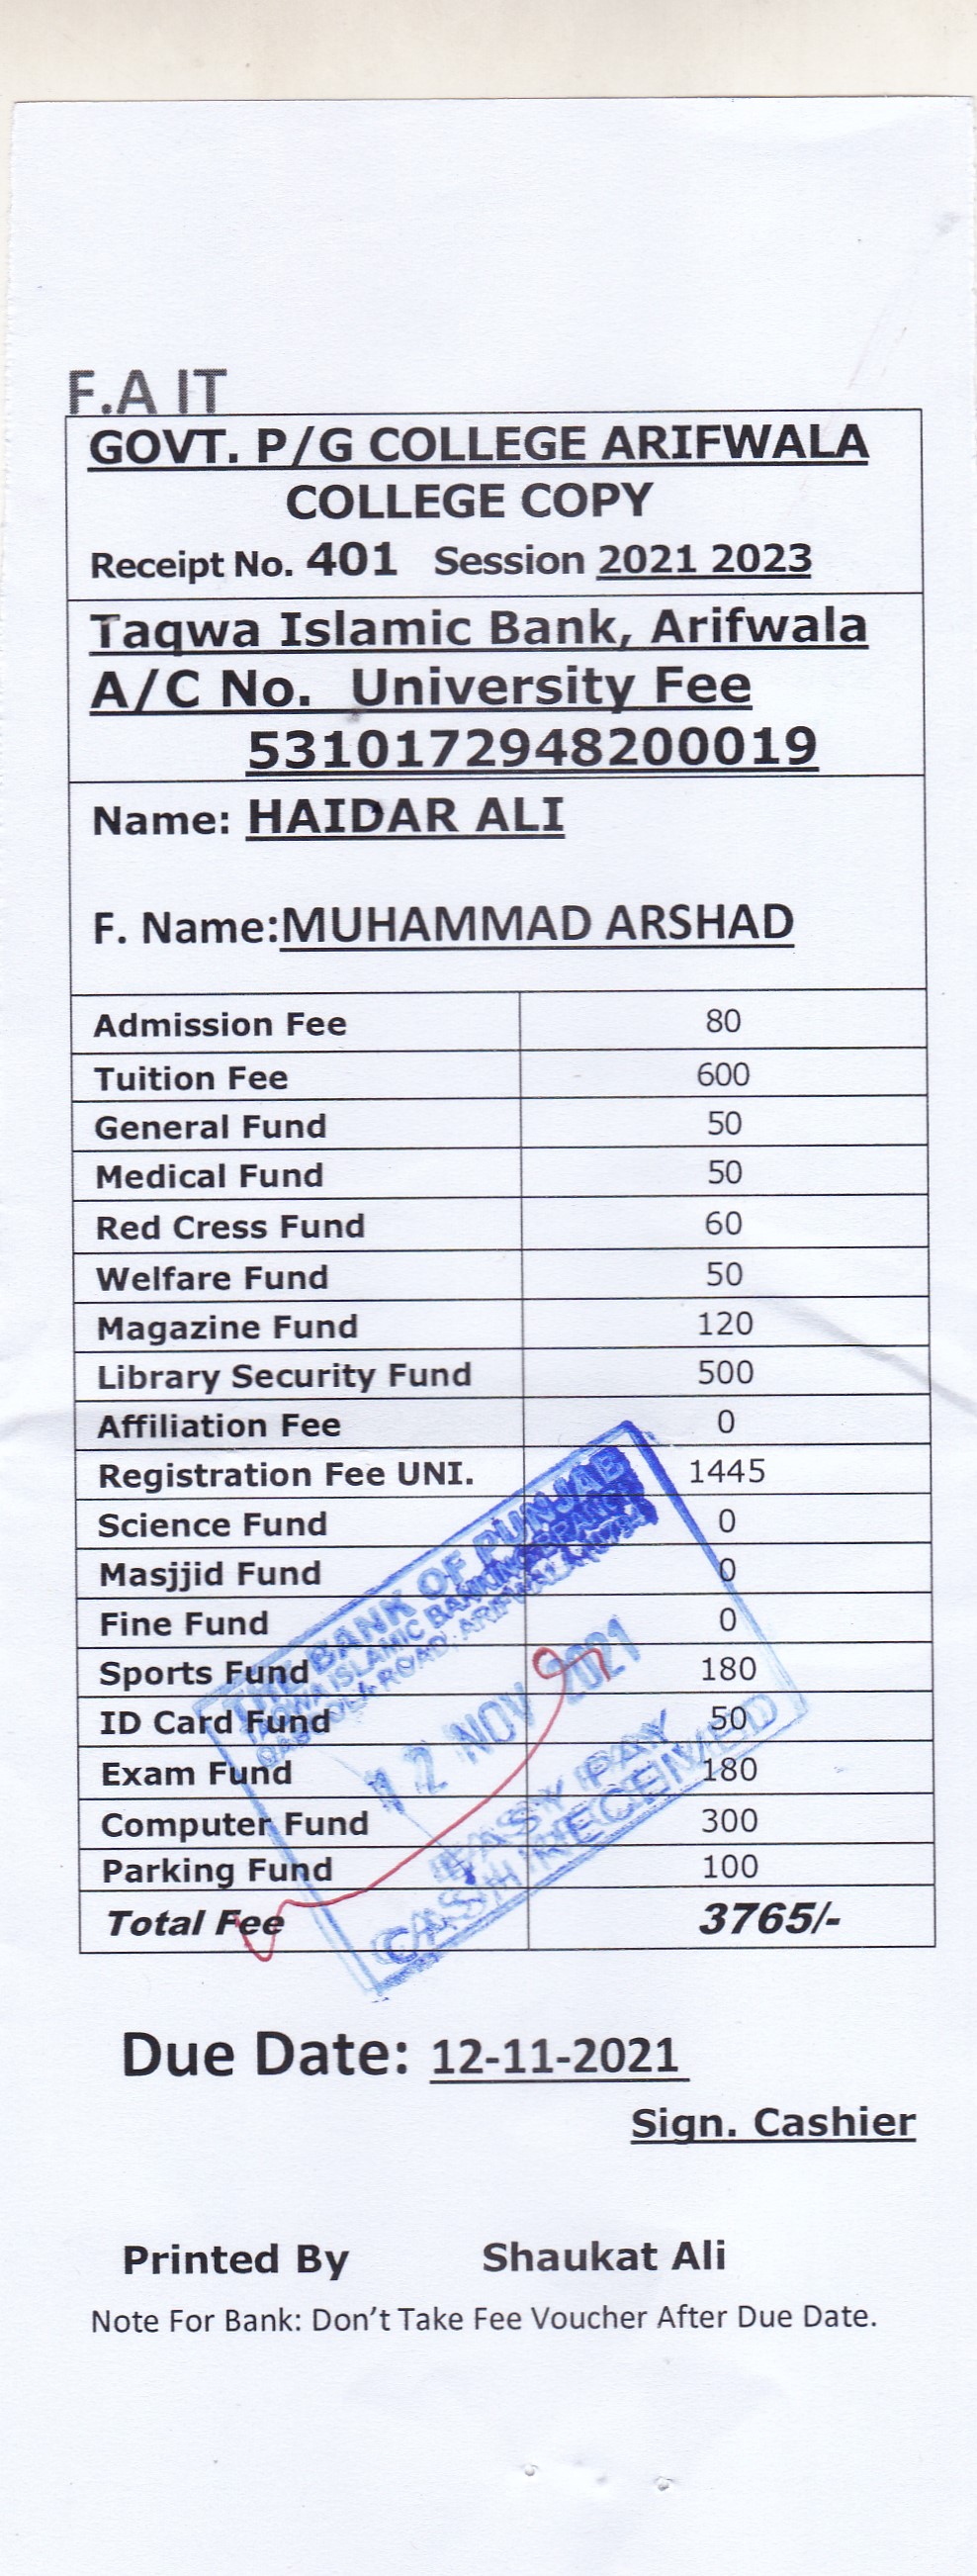 F.A IT
GOVT. P/G COLLEGE ARIFWALA
COLLEGE COPY
Receipt No. 401 Session 2021 2023
Taqwa Islamic Bank, Arifwala
A/C No. University Fee
5310172948200019
Name: HAIDAR ALI
F. Name:MUHAMMAD ARSHAD
Admission Fee 80
Tuition Fee 600
General Fund 50
Medical Fund 50
Red Cress Fund 60
Welfare Fund 50
Magazine Fund 120
Library Security Fund 500
Affiliation Fee 0
Registration Fee UNI. 1445
Science Fund 0
Masjjid Fund 0
Fine Fund 0
Sports Fund 180
ID Card Fund 50
Exam Fund 180
Computer Fund 300
Parking Fund 100
Total Fee 3765/-
THE BANK OF PUNJAB
TAQWA ISLAMIC BANKING BRANCH
ROAD, ARIFWALA
12 NOV 2021
EASY PAY
CASH RECEIVED
Due Date: 12-11-2021
Sign. Cashier
Printed By Shaukat Ali
Note For Bank: Don't Take Fee Voucher After Due Date.